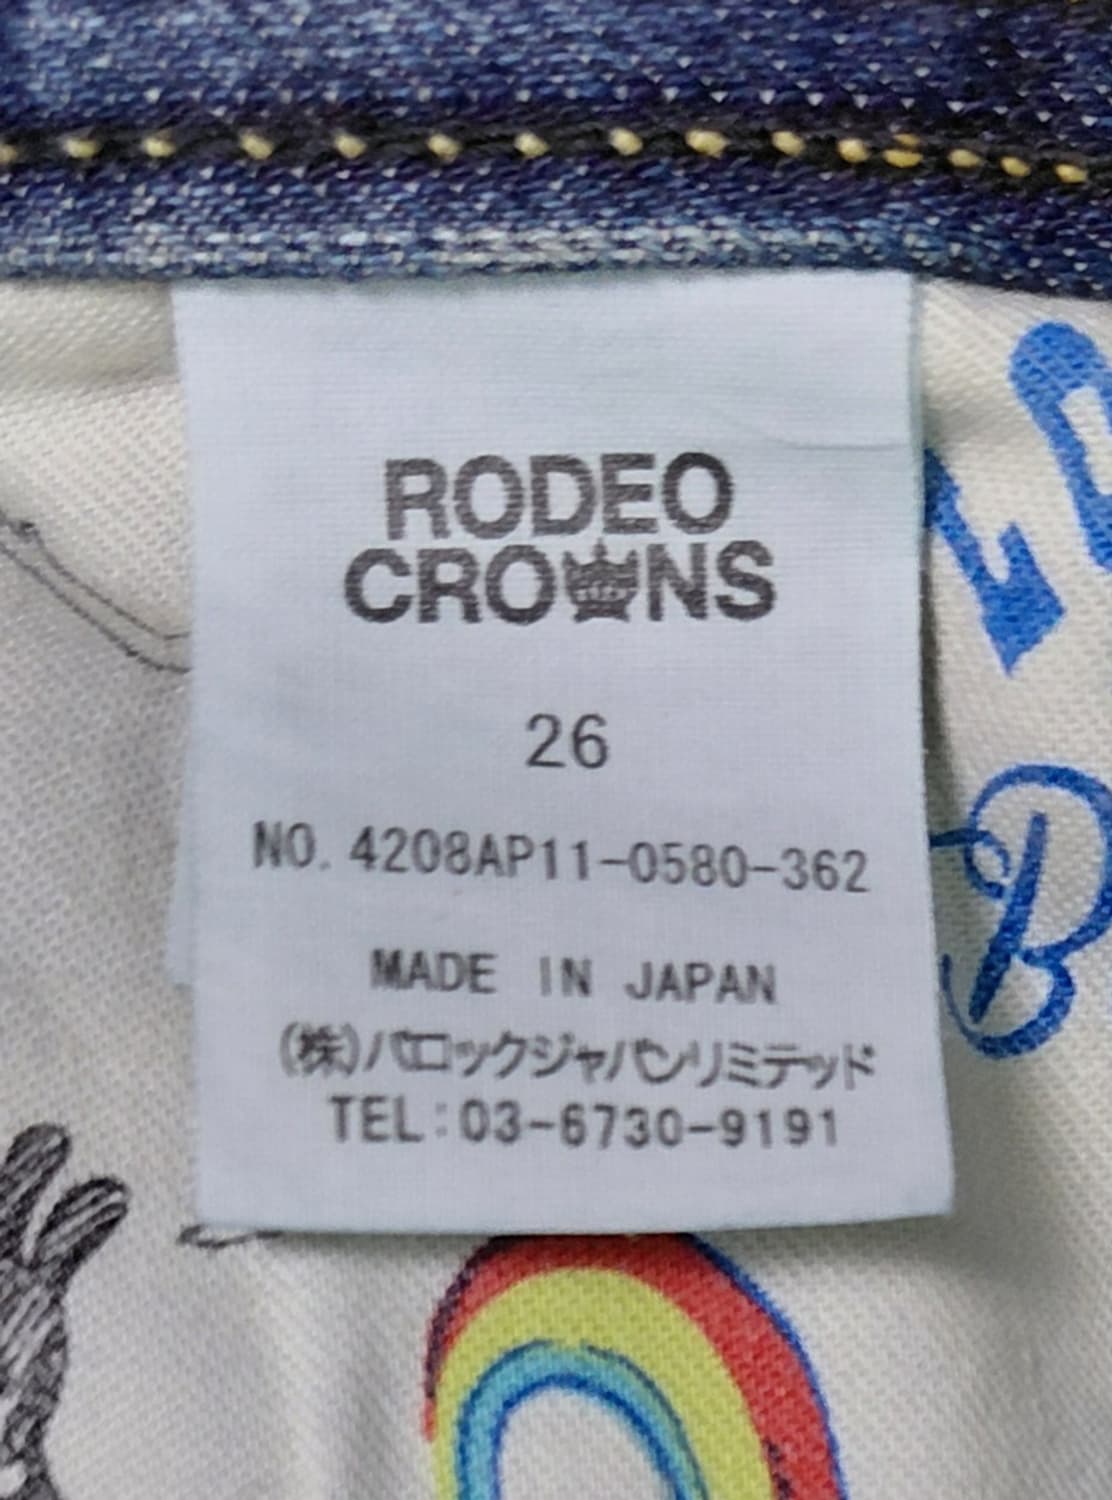 RODEO
CROWNS
26
NO. 4208AP11-0580-362
MADE IN JAPAN
(株)バロックジャパンリミテッド
TEL:03-6730-9191
B